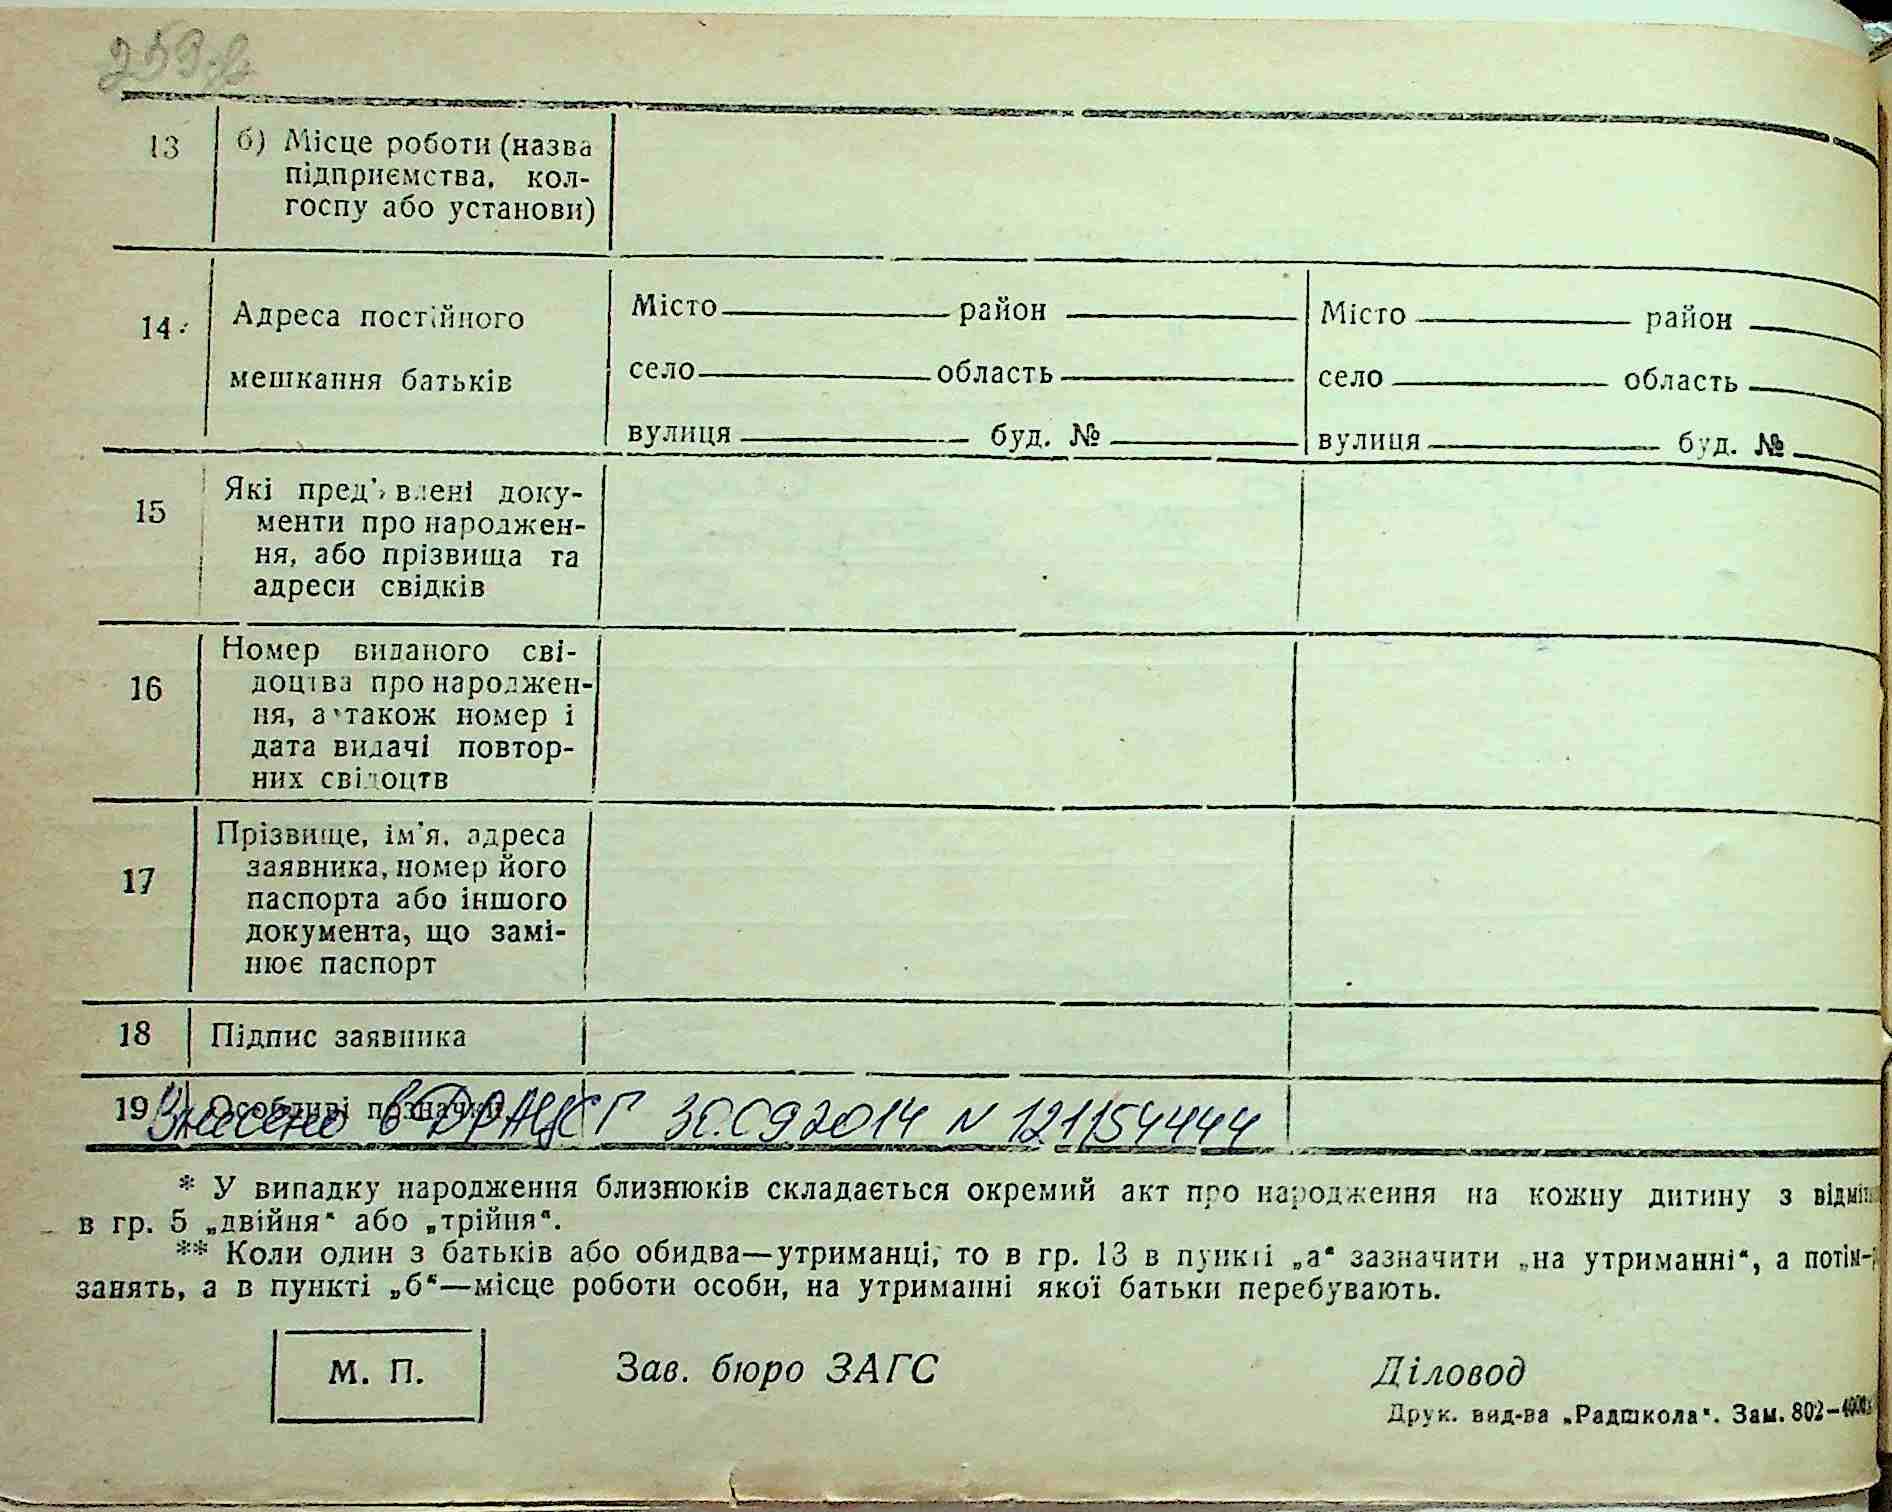 13 б) Місце роботи (назва
підприємства, кол-
госпу або установи)
14 Адреса постійного
мешкання батьків
Місто район
село область
вулиця буд. №
Місто район
село область
вулиця буд. №
15 Які пред'явлені доку-
менти про народжен-
ня, або прізвища та
адреси свідків
16 Номер виданого сві-
доцтва про народжен-
ня, а також номер і
дата видачі повтор-
них свідоцтв
17 Прізвище, ім'я, адреса
заявника, номер його
паспорта або іншого
документа, що замі-
нює паспорт
18 Підпис заявника
19 Особливі позначки
Внесено в ДРАЦСГ 30.09.2014 N 121154444
* У випадку народження близнюків складається окремий акт про народження на кожну дитину з
в гр. 5 „двійня“ або „трійня“.
** Коли один з батьків або обидва—утриманці, то в гр. 13 в пункті „а“ зазначити „на утриманні“, а потім
занять, а в пункті „б“—місце роботи особи, на утриманні якої батьки перебувають.
М. П. Зав. бюро ЗАГС Діловод
Друк. вид-ва „Радшкола“. Зам. 802